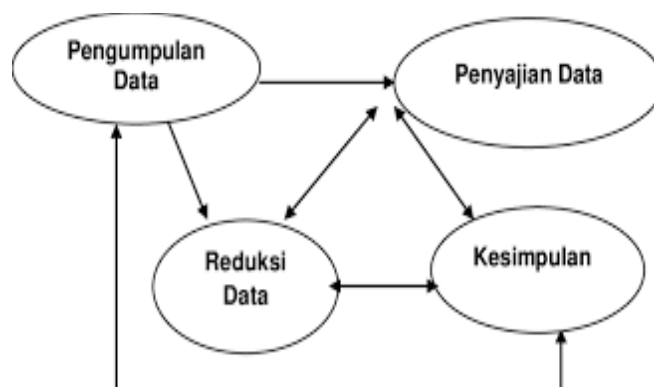 Pengumpulan
Data
Penyajian Data
Reduksi
Data
Kesimpulan